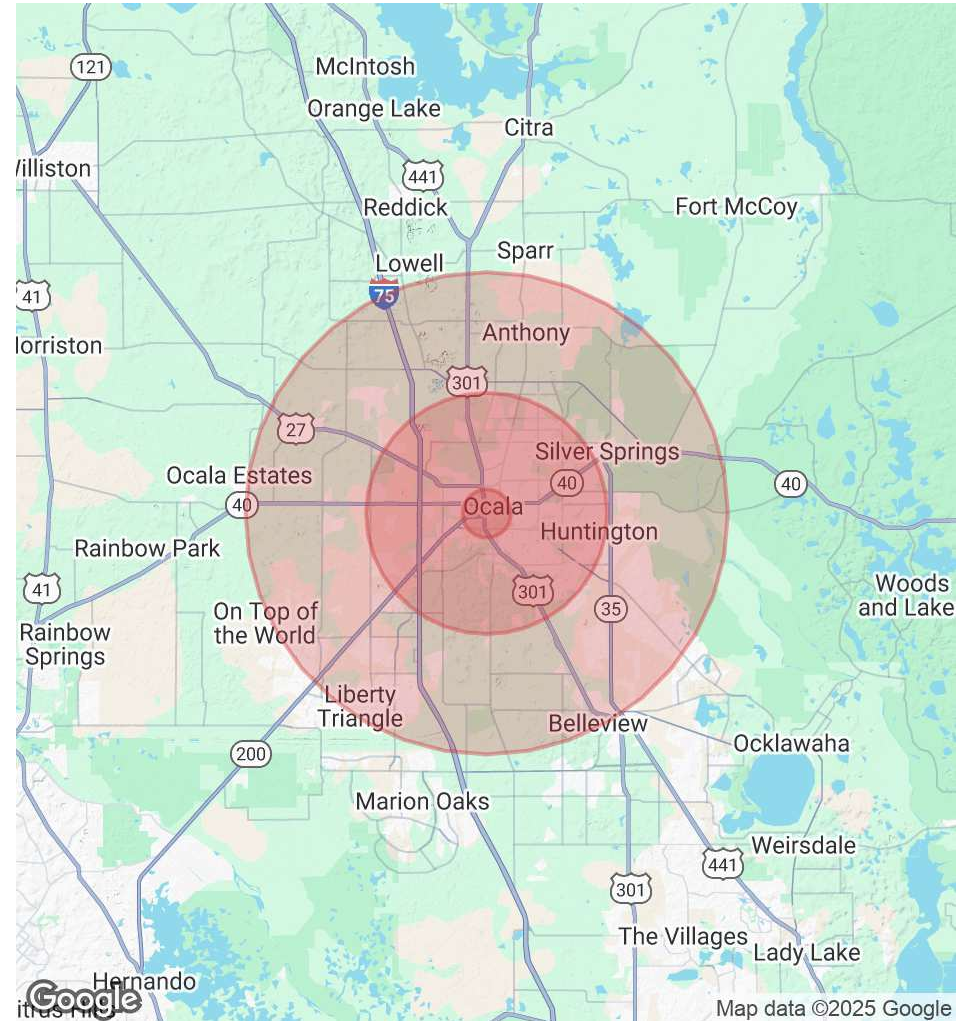 McIntosh
121
Orange Lake
Citra
Williston
441
Reddick
Fort McCoy
Sparr
Lowell
75
41
Anthony
Morriston
301
27
Silver Springs
Ocala Estates
40
40
40
Ocala
Huntington
Rainbow Park
41
301
35
Woods
and Lake
On Top of
the World
Rainbow
Springs
Liberty
Triangle
Belleview
200
Ocklawaha
Marion Oaks
Weirsdale
441
301
The Villages
Lady Lake
Hernando
Google
Map data ©2025 Google